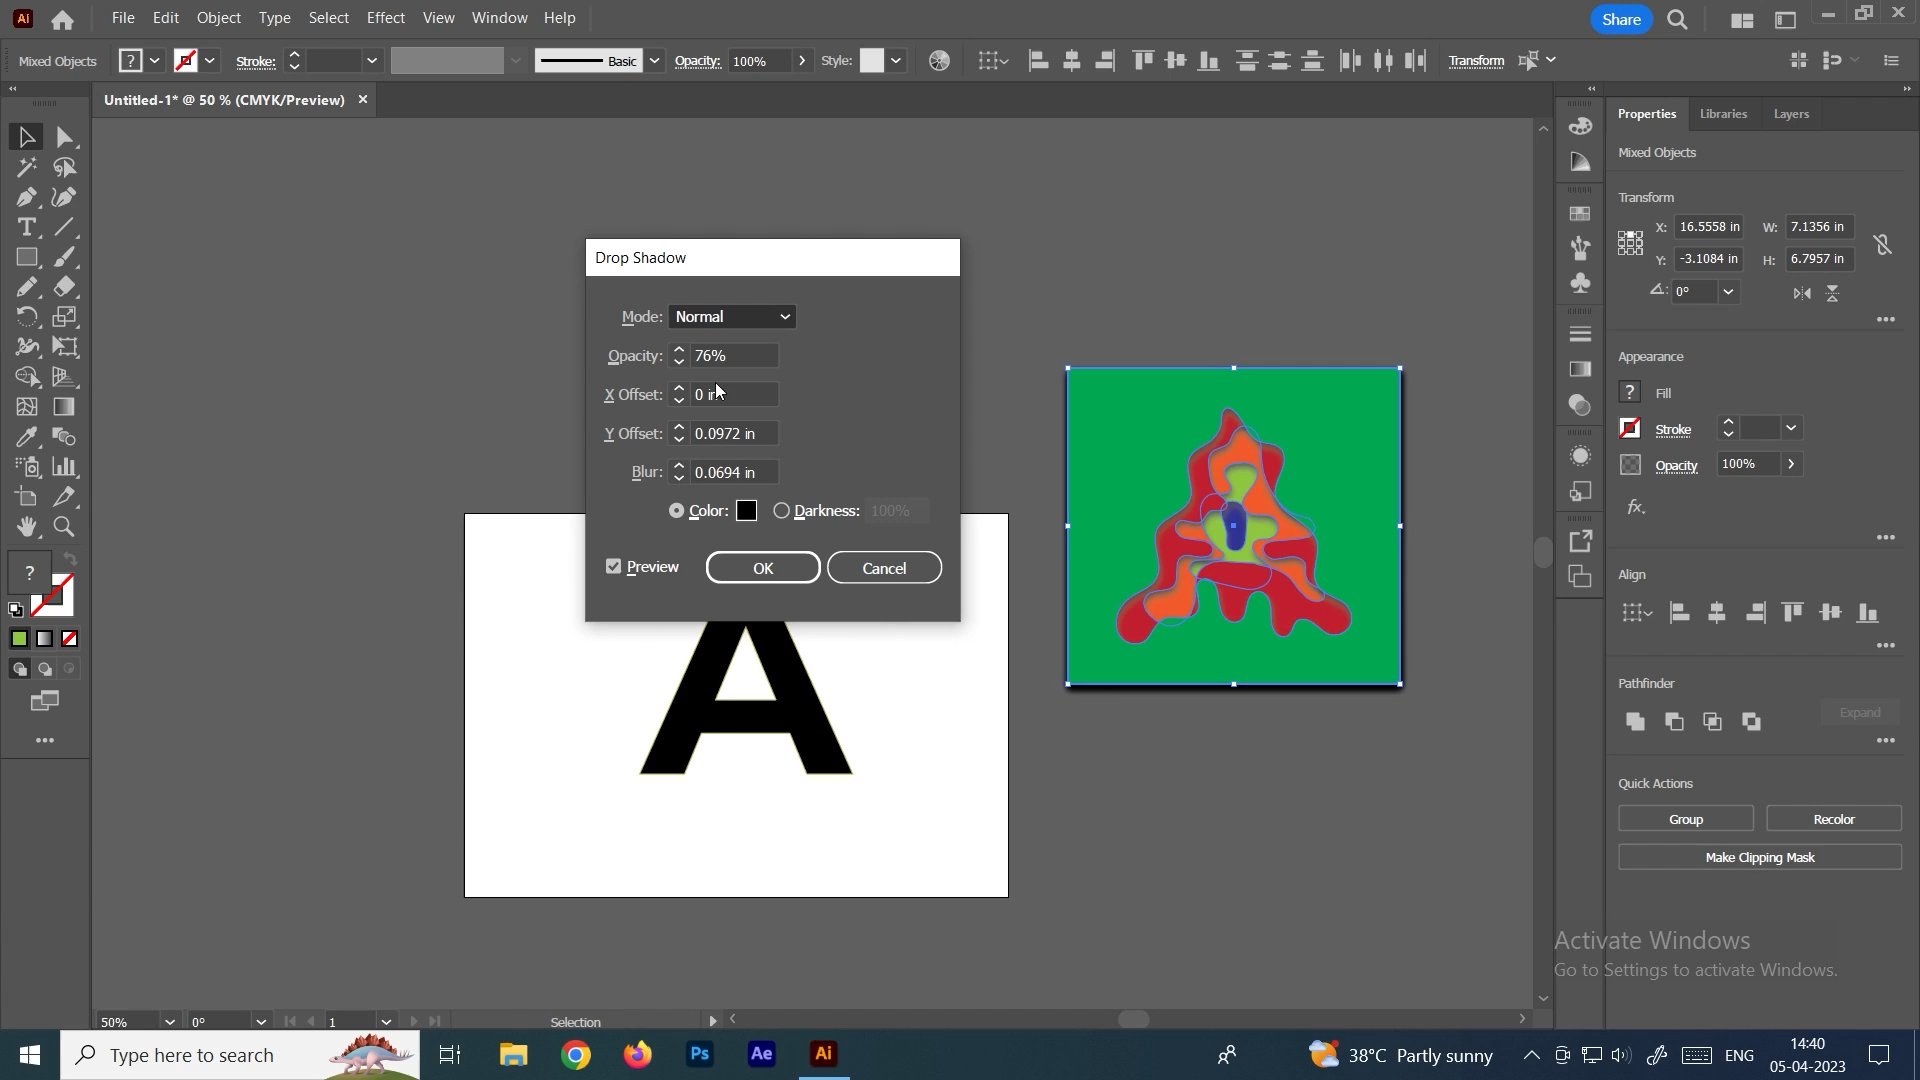 Ai File Edit Object Type Select Effect View Window Help Share
Mixed Objects ? Stroke: Basic Opacity: 100% Style: Transform
Untitled-1* @ 50 % (CMYK/Preview) ×
Properties Libraries Layers
Mixed Objects
Transform
X: 16.5558 in W: 7.1356 in
Y: -3.1084 in H: 6.7957 in
0°
Appearance
? Fill
Stroke
Opacity 100%
fx.
Align
Pathfinder
Expand
Quick Actions
Group Recolor
Make Clipping Mask
Drop Shadow
Mode: Normal
Opacity: 76%
X Offset: 0 in
Y Offset: 0.0972 in
Blur: 0.0694 in
Color: Darkness: 100%
Preview OK Cancel
T
?
A
Activate Windows
Go to Settings to activate Windows.
50% 0° 1 Selection
Type here to search Ps Ae Ai 38°C Partly sunny ENG 14:40
05-04-2023